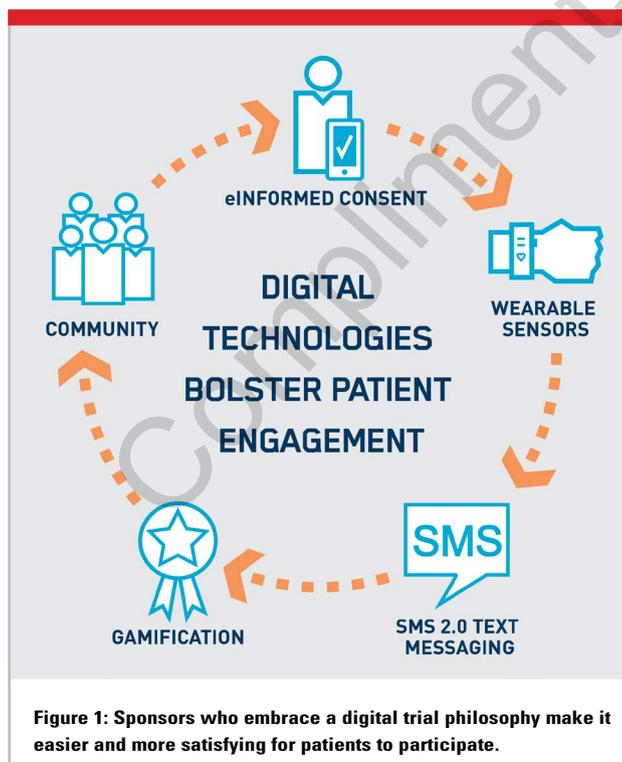 eINFORMED CONSENT
WEARABLE
SENSORS
COMMUNITY
DIGITAL
TECHNOLOGIES
BOLSTER PATIENT
ENGAGEMENT
SMS
SMS 2.0 TEXT
MESSAGING
GAMIFICATION
Figure 1: Sponsors who embrace a digital trial philosophy make it
easier and more satisfying for patients to participate.